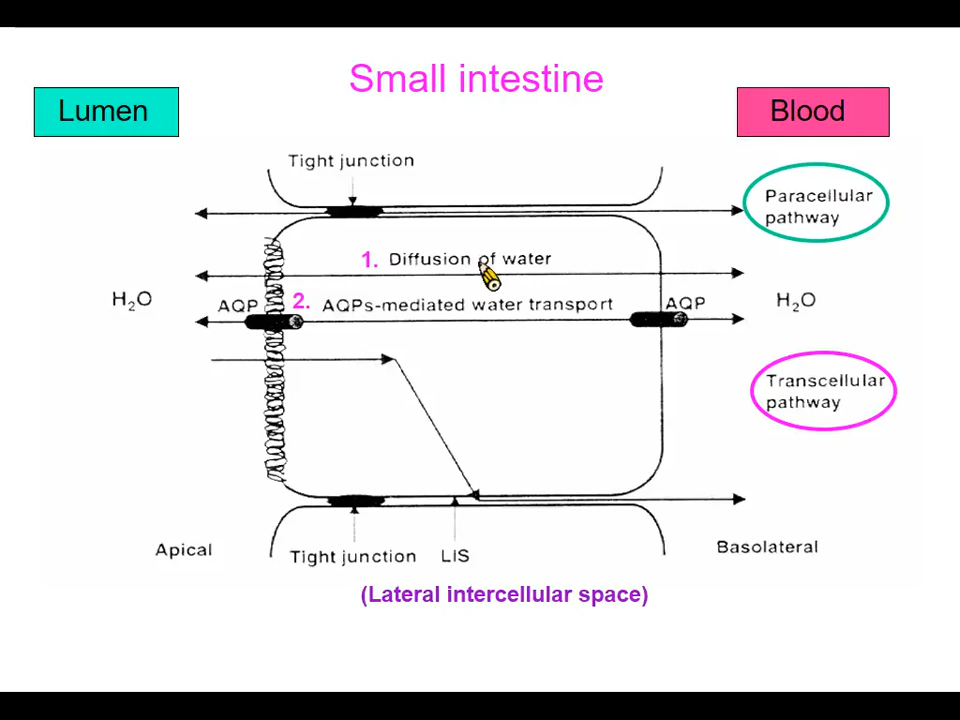 Small intestine
Lumen
Blood
Tight junction
Paracellular
pathway
1. Diffusion of water
H₂O
AQP
2. AQPs-mediated water transport
AQP
H₂O
Transcellular
pathway
Apical
Tight junction
LIS
Basolateral
(Lateral intercellular space)